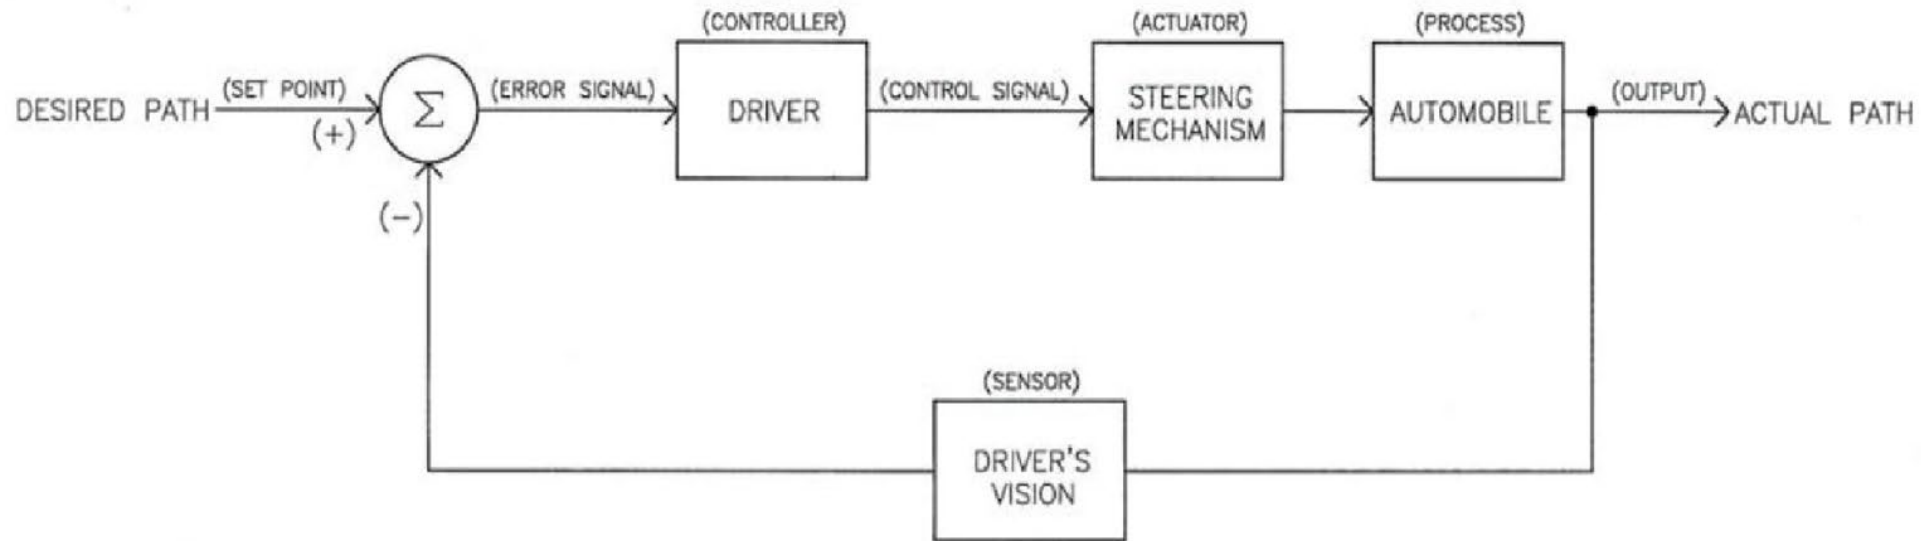 (CONTROLLER)
(ACTUATOR)
(PROCESS)
DESIRED PATH
(SET POINT)
(+)
Σ
(ERROR SIGNAL)
DRIVER
(CONTROL SIGNAL)
STEERING
MECHANISM
AUTOMOBILE
(OUTPUT)
ACTUAL PATH
(-)
(SENSOR)
DRIVER'S
VISION